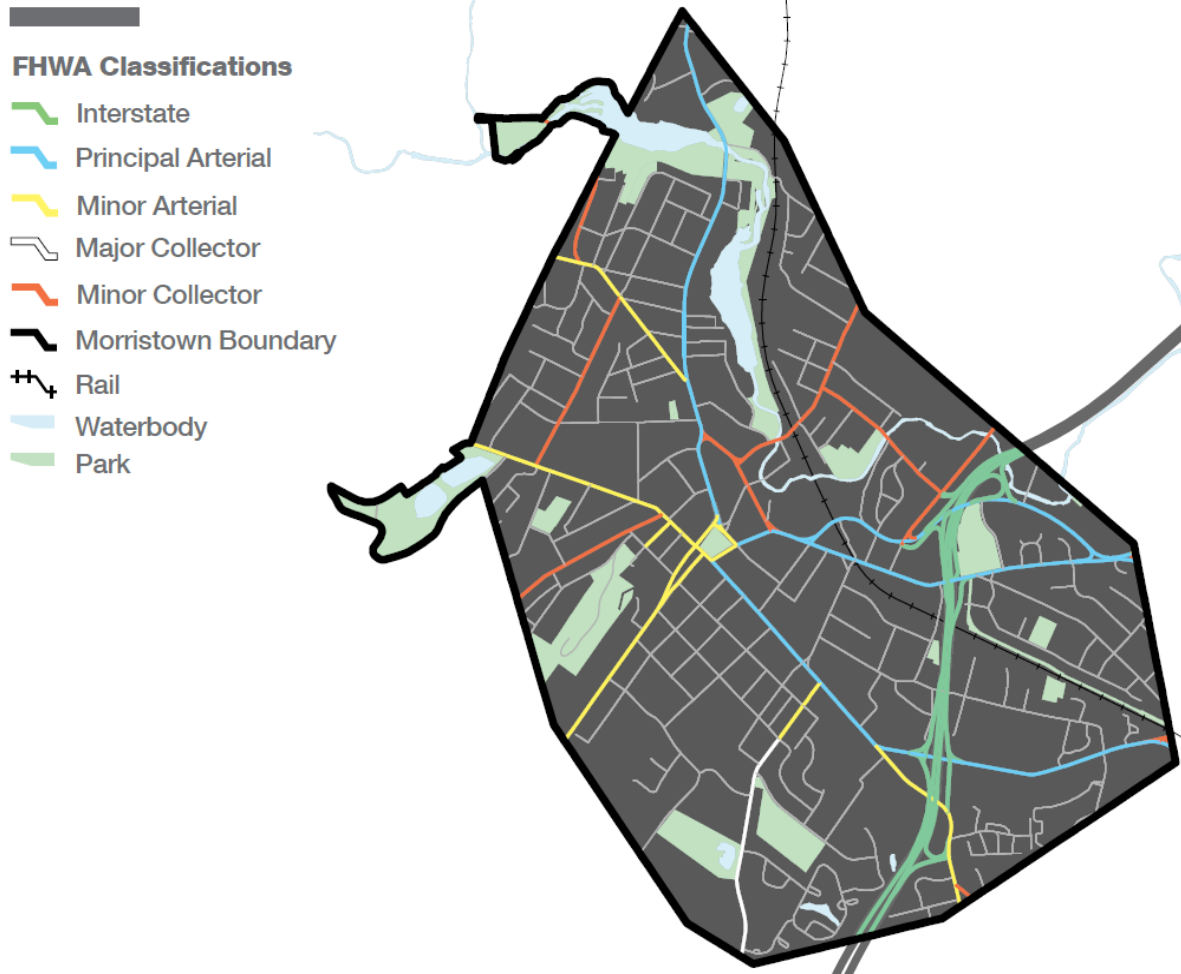 FHWA Classifications
Interstate
Principal Arterial
Minor Arterial
Major Collector
Minor Collector
Morristown Boundary
Rail
Waterbody
Park